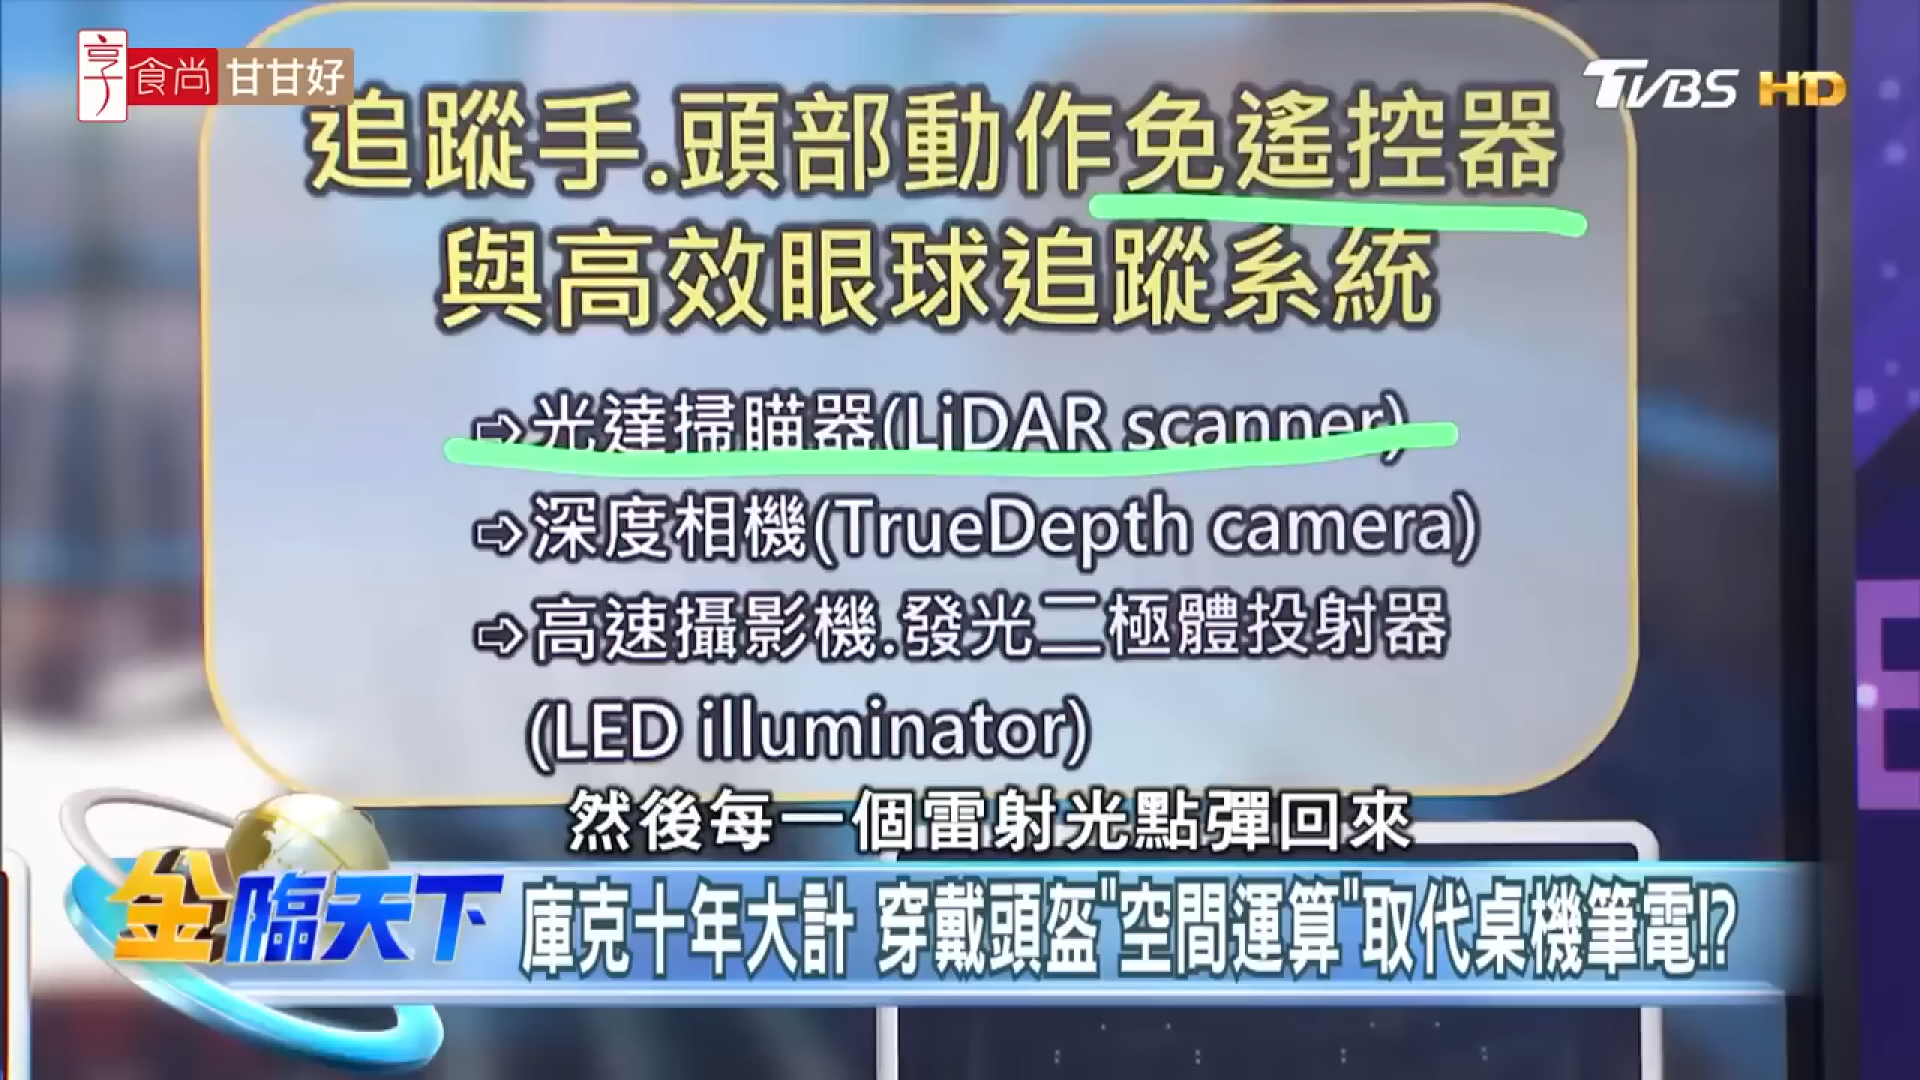 享食尚 甘甘好
TVBS HD
追蹤手.頭部動作免遙控器
與高效眼球追蹤系統
⇨光達掃瞄器(LiDAR scanner)
⇨深度相機(TrueDepth camera)
⇨高速攝影機.發光二極體投射器
(LED illuminator)
然後每一個雷射光點彈回來
金臨天下
庫克十年大計 穿戴頭盔"空間運算"取代桌機筆電!?